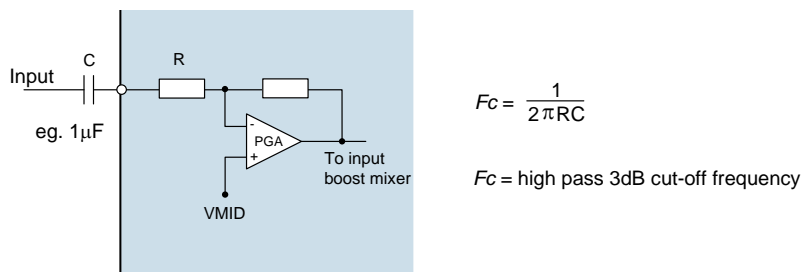 Input
C
R
eg. 1μF
-
PGA
+
To input
boost mixer
VMID
Fc = 1
2πRC
Fc = high pass 3dB cut-off frequency